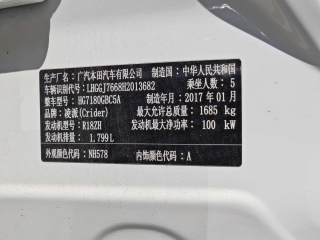 生产厂名：广汽本田汽车有限公司 制造国：中华人民共和国
车辆识别代号：LHGGJ7668H2013682 乘坐人数：5
整车型号：HG7180GBC5A 制造年月：2017 年 01 月
品牌：凌派(Crider) 最大允许总质量：1685 kg
发动机型号：R18ZH 发动机最大净功率：100 kW
发动机排量：1.799L
外观颜色代码：NH578 内饰颜色代码：A